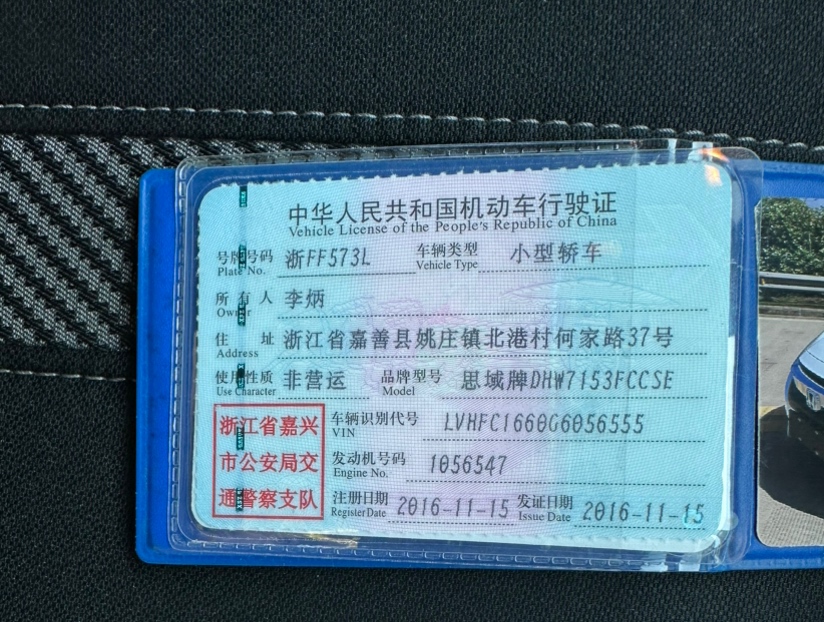 中华人民共和国机动车行驶证
Vehicle License of the People's Republic of China
号牌号码 浙FF573L 车辆类型 小型轿车
Plate No. Vehicle Type
所有人 李炳
Owner
住址 浙江省嘉善县姚庄镇北港村何家路37号
Address
使用性质 非营运 品牌型号 思域牌DHW7153FCCSE
Use Character Model
浙江省嘉兴
市公安局交
通警察支队
车辆识别代号 LVHFC1660G6056555
VIN
发动机号码 1056547
Engine No.
注册日期 2016-11-15 发证日期 2016-11-15
Register Date Issue Date